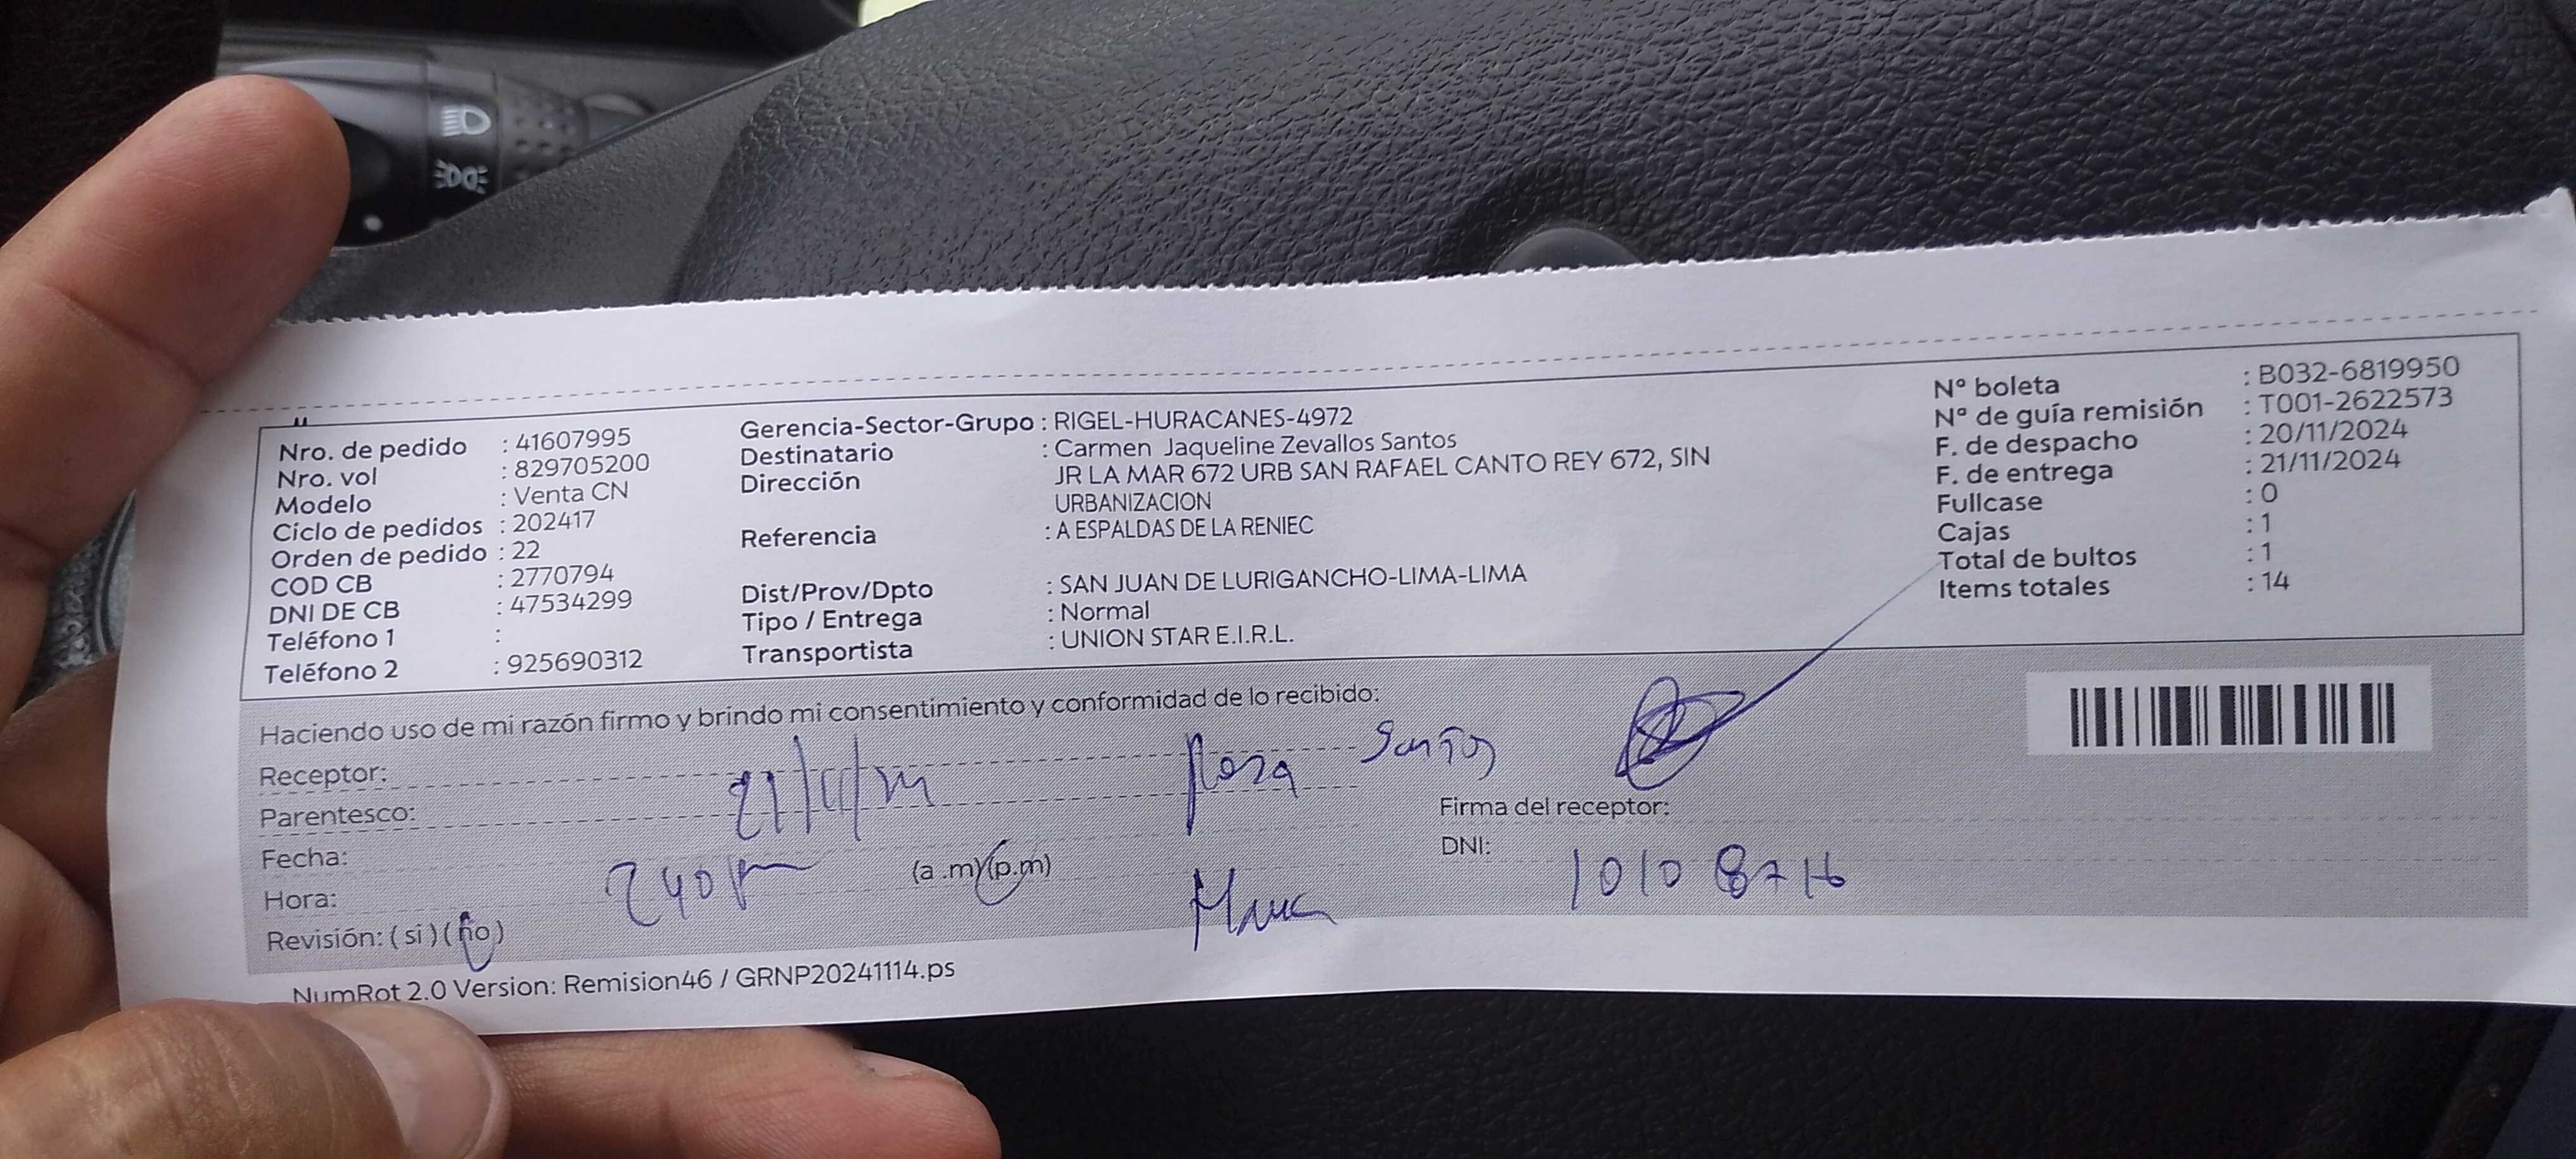 Nro. de pedido : 41607995
Nro. vol : 829705200
Modelo : Venta CN
Ciclo de pedidos : 202417
Orden de pedido : 22
COD CB : 2770794
DNI DE CB : 47534299
Teléfono 1 :
Teléfono 2 : 925690312
Gerencia-Sector-Grupo : RIGEL-HURACANES-4972
Destinatario : Carmen Jaqueline Zevallos Santos
Dirección JR LA MAR 672 URB SAN RAFAEL CANTO REY 672, SIN
URBANIZACION
Referencia : A ESPALDAS DE LA RENIEC
Dist/Prov/Dpto : SAN JUAN DE LURIGANCHO-LIMA-LIMA
Tipo / Entrega : Normal
Transportista : UNION STAR E.I.R.L.
Nº boleta : B032-6819950
Nº de guía remisión : T001-2622573
F. de despacho : 20/11/2024
F. de entrega : 21/11/2024
Fullcase : 0
Cajas : 1
Total de bultos : 1
Items totales : 14
Haciendo uso de mi razón firmo y brindo mi consentimiento y conformidad de lo recibido:
Receptor: Rosa Santos
Parentesco:
Fecha:
Hora: 240 pm (a .m)(p.m)
Revisión: ( si ) ( no )
Firma del receptor:
DNI: 10108716
NumRot 2.0 Version: Remision46 / GRNP20241114.ps